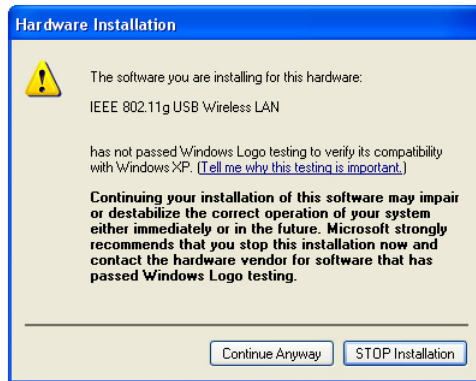 Hardware Installation
The software you are installing for this hardware:
IEEE 802.11g USB Wireless LAN
has not passed Windows Logo testing to verify its compatibility
with Windows XP. (Tell me why this testing is important.)
Continuing your installation of this software may impair
or destabilize the correct operation of your system
either immediately or in the future. Microsoft strongly
recommends that you stop this installation now and
contact the hardware vendor for software that has
passed Windows Logo testing.
Continue Anyway STOP Installation